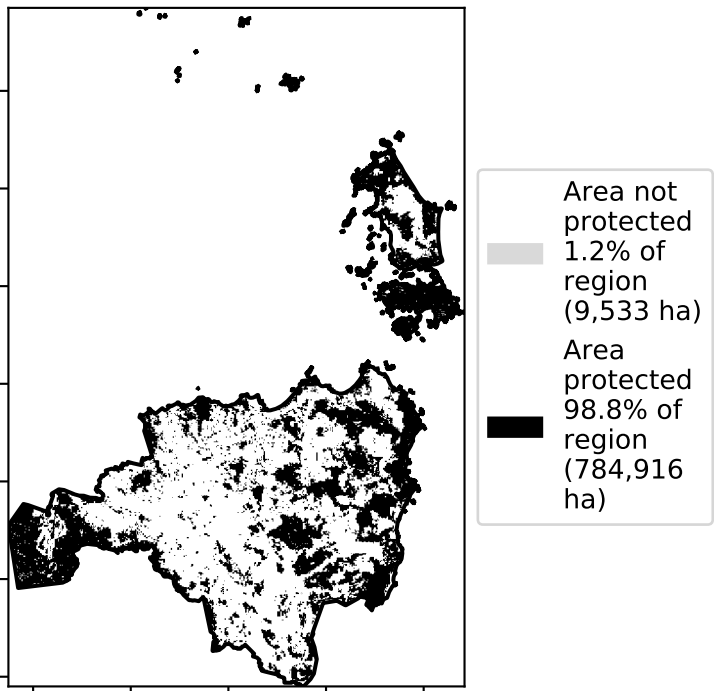 Area not
protected
1.2% of
region
(9,533 ha)
Area
protected
98.8% of
region
(784,916
ha)